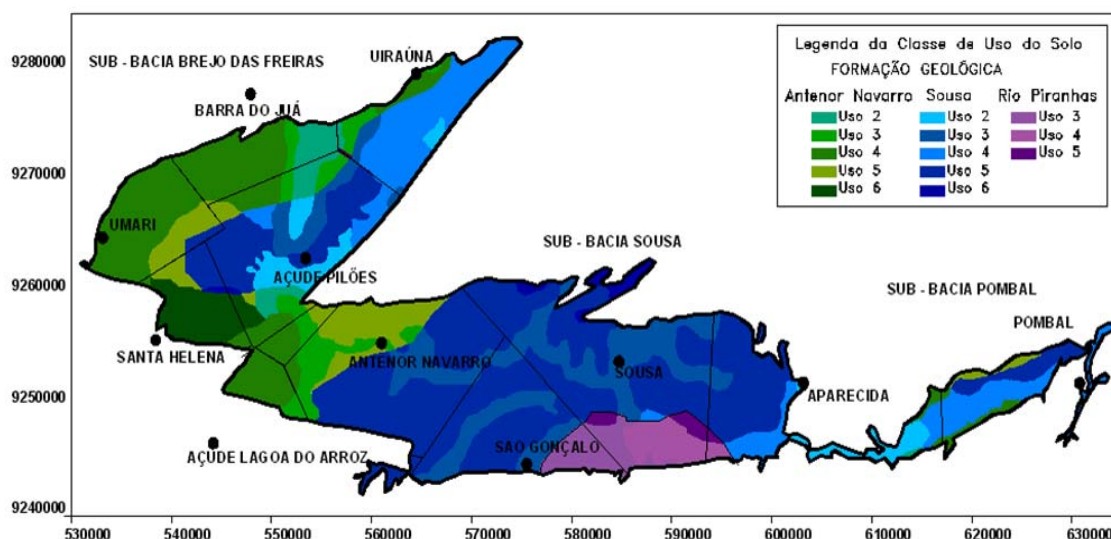 Legenda da Classe de Uso do Solo
FORMAÇÃO GEOLÓGICA
Antenor Navarro Sousa Rio Piranhas
Uso 2 Uso 2 Uso 3
Uso 3 Uso 3 Uso 4
Uso 4 Uso 4 Uso 5
Uso 5 Uso 5
Uso 6 Uso 6
9280000
9270000
9260000
9250000
9240000
SUB - BACIA BREJO DAS FREIRAS
UIRAÚNA
BARRA DO JUÁ
UMARI
AÇUDE PILÕES
SUB - BACIA SOUSA
SUB - BACIA POMBAL
POMBAL
SANTA HELENA
ANTENOR NAVARRO
SOUSA
APARECIDA
AÇUDE LAGOA DO ARROZ
SAO GONÇALO
530000 540000 550000 560000 570000 580000 590000 600000 610000 620000 630000